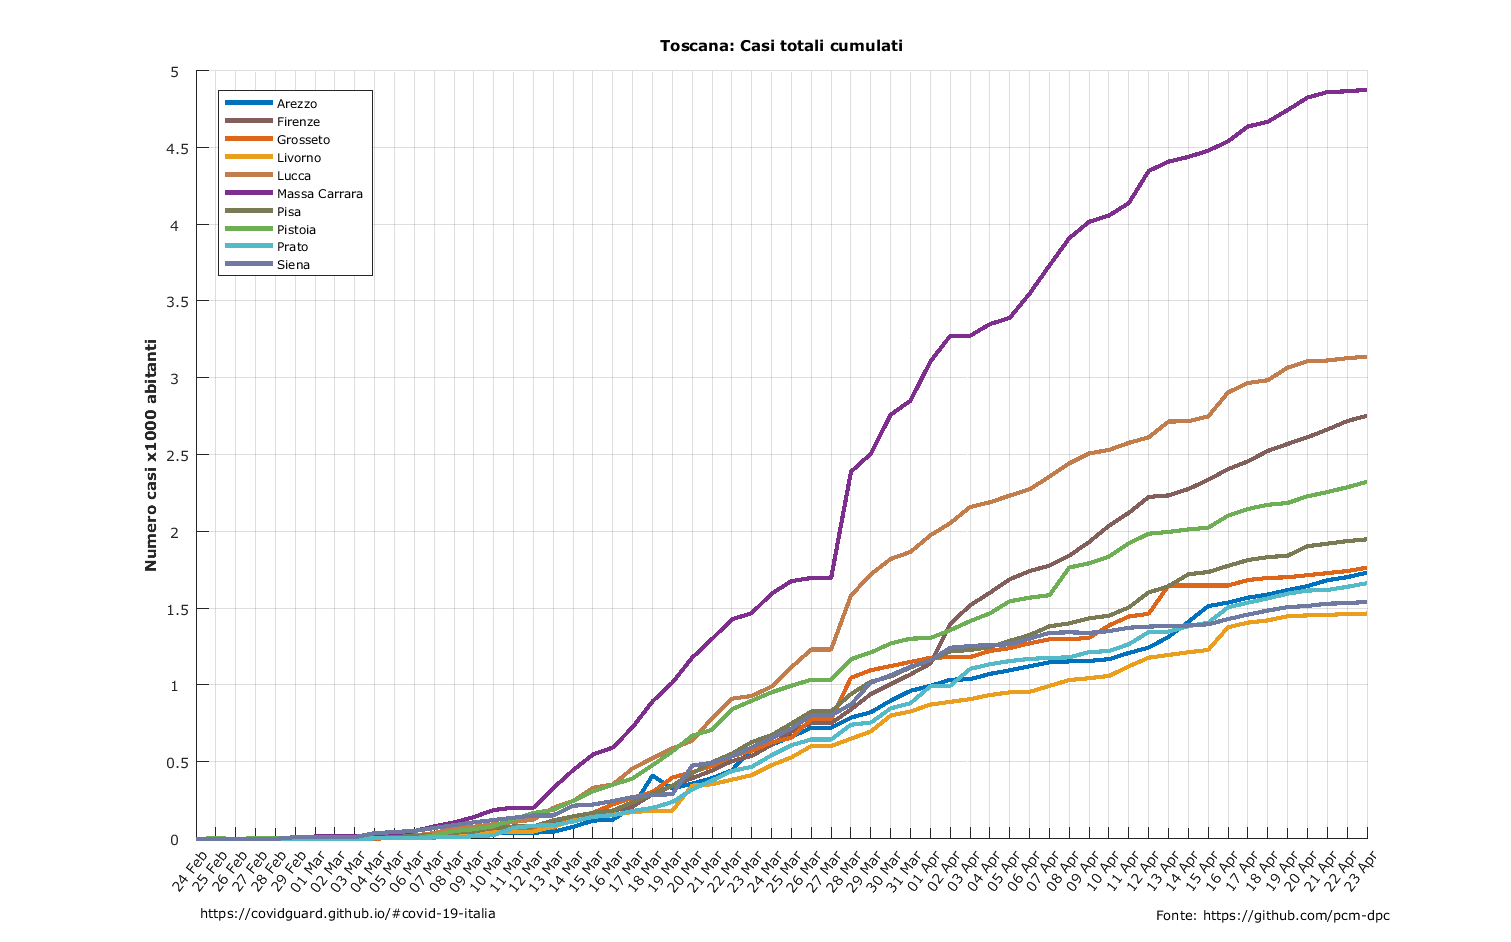 Toscana: Casi totali cumulati
Numero casi x1000 abitanti
5
4.5
4
3.5
3
2.5
2
1.5
1
0.5
0
Arezzo
Firenze
Grosseto
Livorno
Lucca
Massa Carrara
Pisa
Pistoia
Prato
Siena
24 Feb
25 Feb
26 Feb
27 Feb
28 Feb
29 Feb
01 Mar
02 Mar
03 Mar
04 Mar
05 Mar
06 Mar
07 Mar
08 Mar
09 Mar
10 Mar
11 Mar
12 Mar
13 Mar
14 Mar
15 Mar
16 Mar
17 Mar
18 Mar
19 Mar
20 Mar
21 Mar
22 Mar
23 Mar
24 Mar
25 Mar
26 Mar
27 Mar
28 Mar
29 Mar
30 Mar
31 Mar
01 Apr
02 Apr
03 Apr
04 Apr
05 Apr
06 Apr
07 Apr
08 Apr
09 Apr
10 Apr
11 Apr
12 Apr
13 Apr
14 Apr
15 Apr
16 Apr
17 Apr
18 Apr
19 Apr
20 Apr
21 Apr
22 Apr
23 Apr
https://covidguard.github.io/#covid-19-italia
Fonte: https://github.com/pcm-dpc